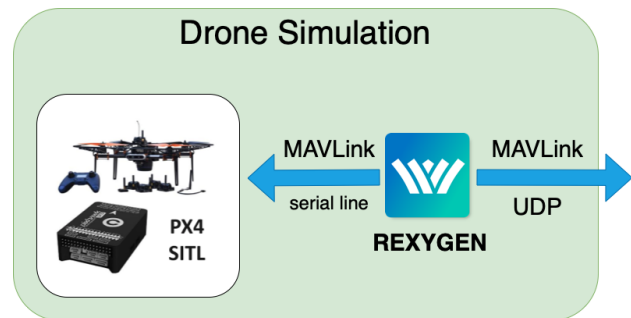 Drone Simulation
MAVLink
serial line
PX4
SITL
REXYGEN
MAVLink
UDP